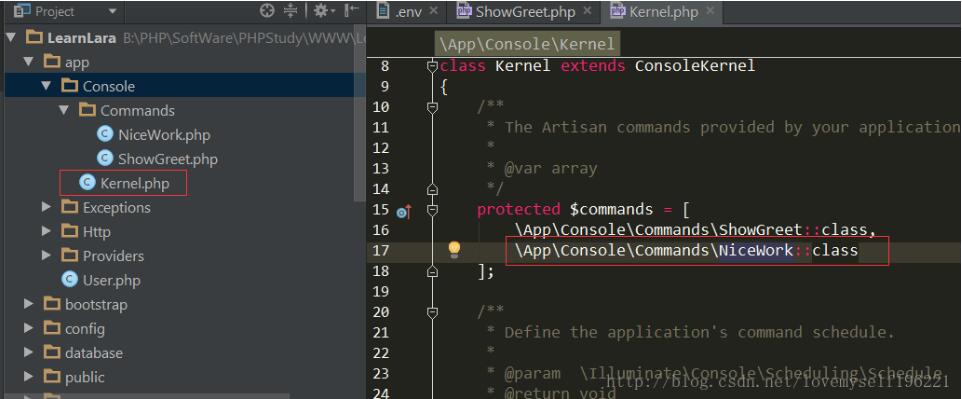 Project
.env ShowGreet.php Kernel.php
LearnLara B:\PHP\SoftWare\PHPStudy\WWW\
app
Console
Commands
NiceWork.php
ShowGreet.php
Kernel.php
Exceptions
Http
Providers
User.php
bootstrap
config
database
public
\App\Console\Kernel
8 class Kernel extends ConsoleKernel
9 {
10 /**
11 * The Artisan commands provided by your application
12 *
13 * @var array
14 */
15 protected $commands = [
16 \App\Console\Commands\ShowGreet::class,
17 \App\Console\Commands\NiceWork::class
18 ];
19
20 /**
21 * Define the application's command schedule.
22 *
23 * @param \Illuminate\Console\Scheduling\Schedule
24 * @return void
http://blog.csdn.net/lovemyself196221